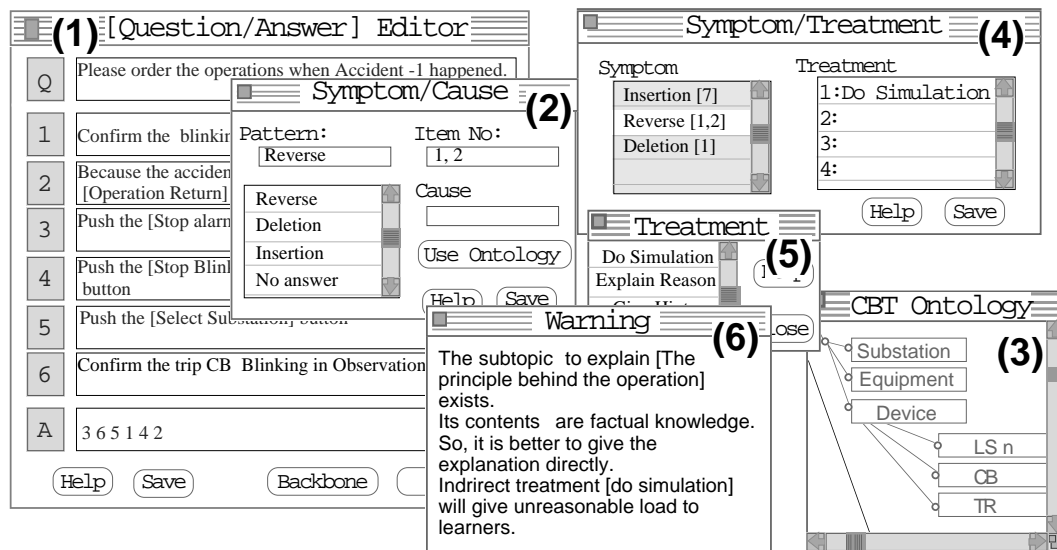 (1)
[Question/Answer] Editor
Q
Please order the operations when Accident -1 happened.
1
Confirm the
2
Because the
[Operation Return]
3
Push the [Stop
4
Push the [Stop
button
5
Push the [Select Substation] button
6
Confirm the trip CB Blinking in Observation
A
3 6 5 1 4 2
Help
Save
Backbone
Symptom/Cause
(2)
Pattern:
Item No:
Reverse
1, 2
Reverse
Deletion
Insertion
No answer
Cause
Use Ontology
Help
Save
Symptom/Treatment
(4)
Symptom
Treatment
Insertion [7]
Reverse [1,2]
Deletion [1]
1:Do Simulation
2:
3:
4:
Help
Save
Treatment
(5)
Do Simulation
Explain Reason
Warning
(6)
The subtopic to explain [The
principle behind the operation]
exists.
Its contents are factual knowledge.
So, it is better to give the
explanation directly.
Indrirect treatment [do simulation]
will give unreasonable load to
learners.
CBT Ontology
(3)
Substation
Equipment
Device
LS n
CB
TR